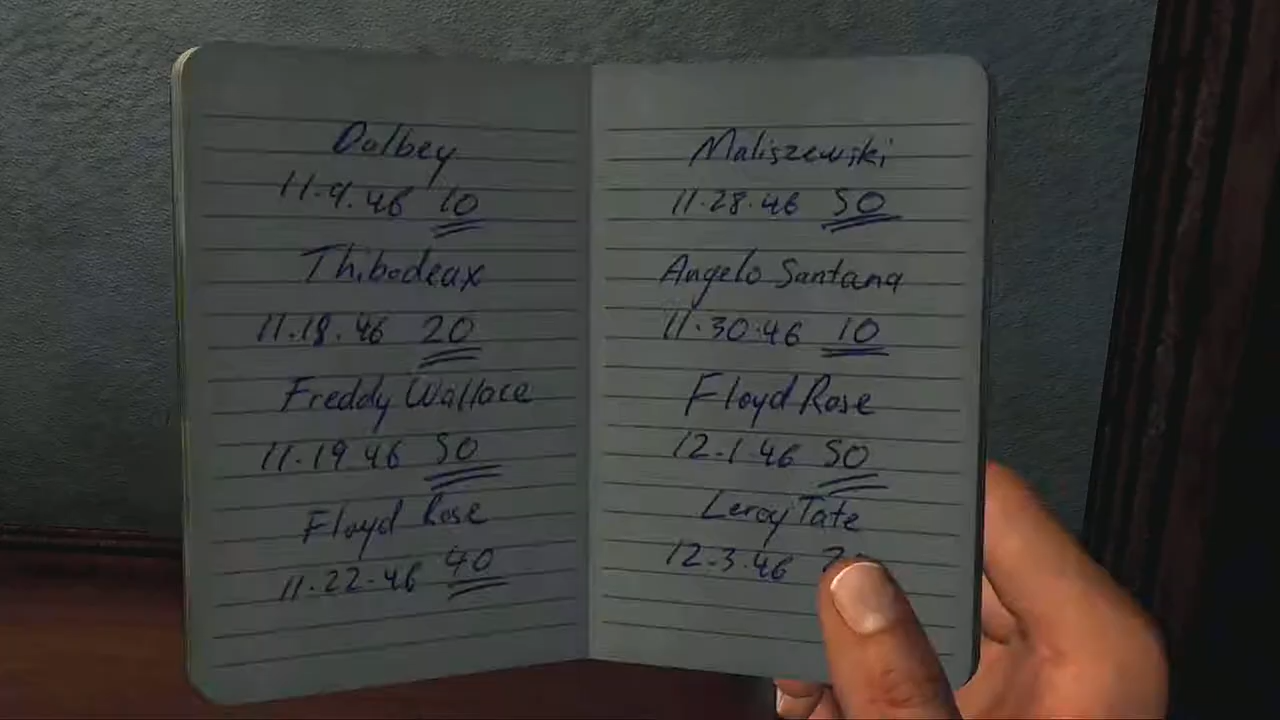 Dalbey
11.9.46 10
Thibodeax
11.18.46 20
Freddy Wallace
11.19 46 50
Floyd Rose
11.22.46 40
Maliszewski
11.28.46 50
Angelo Santana
11.30.46 10
Floyd Rose
12.1.46 50
Leroy Tate
12.3.46